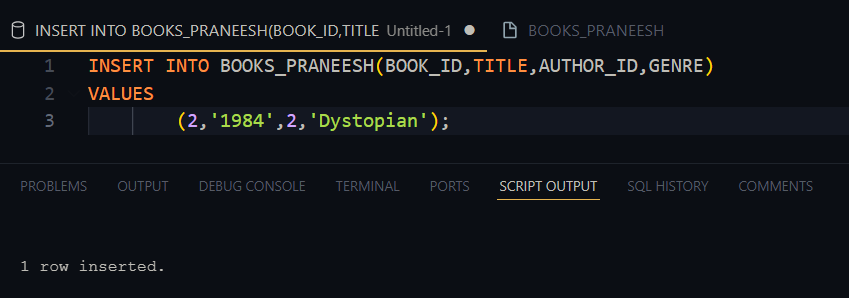 INSERT INTO BOOKS_PRANEESH(BOOK_ID,TITLE Untitled-1 BOOKS_PRANEESH
1 INSERT INTO BOOKS_PRANEESH(BOOK_ID,TITLE,AUTHOR_ID,GENRE)
2 VALUES
3 (2,'1984',2,'Dystopian');
PROBLEMS OUTPUT DEBUG CONSOLE TERMINAL PORTS SCRIPT OUTPUT SQL HISTORY COMMENTS
1 row inserted.